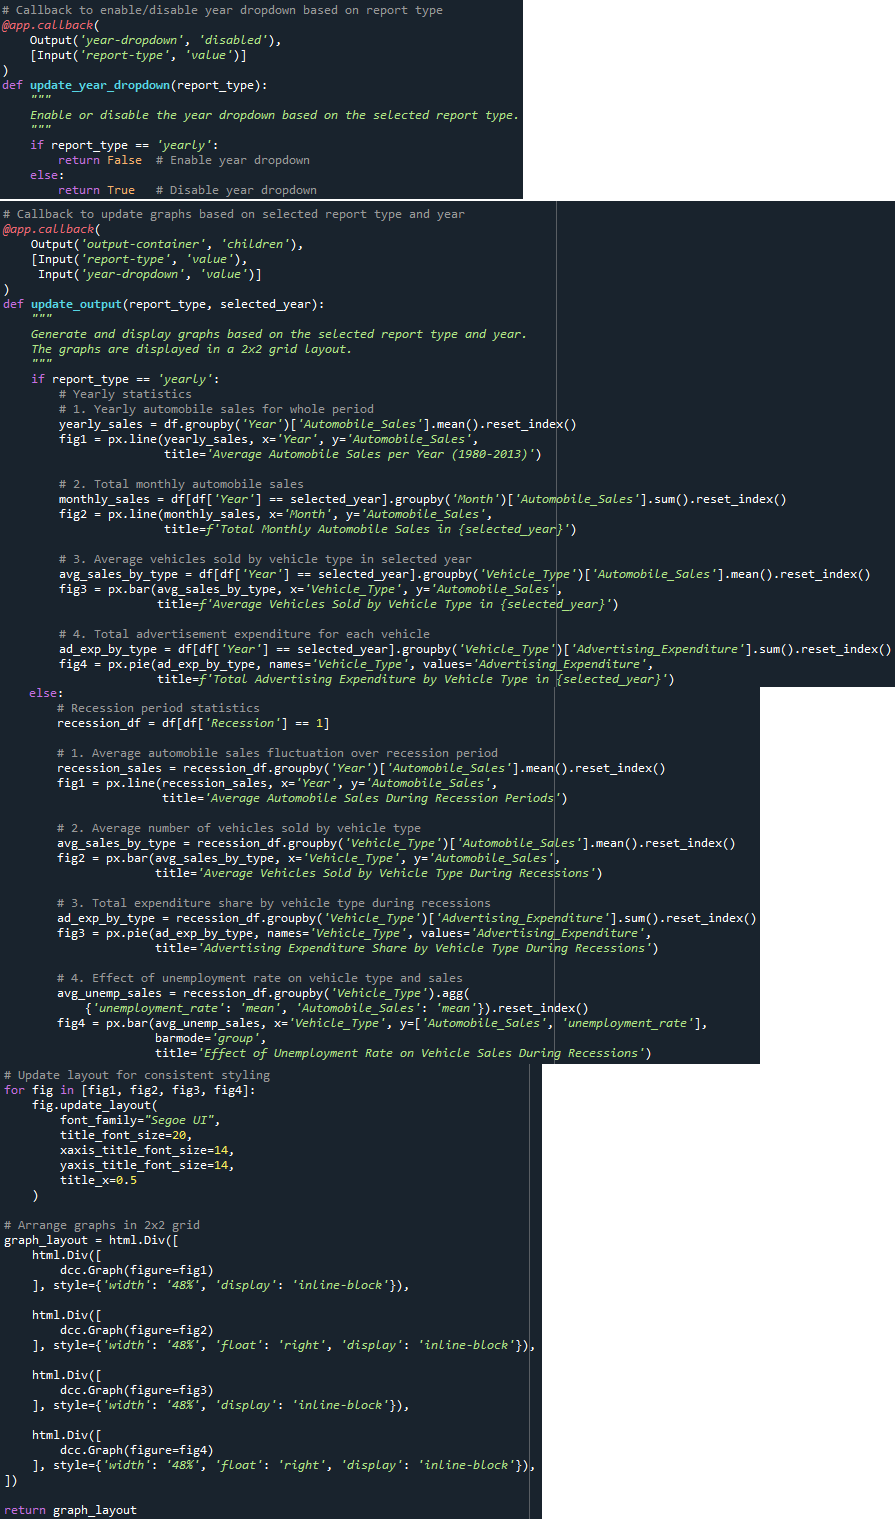 # Callback to enable/disable year dropdown based on report type
@app.callback(
    Output('year-dropdown', 'disabled'),
    [Input('report-type', 'value')]
)
def update_year_dropdown(report_type):
    """
    Enable or disable the year dropdown based on the selected report type.
    """
    if report_type == 'yearly':
        return False  # Enable year dropdown
    else:
        return True   # Disable year dropdown
# Callback to update graphs based on selected report type and year
@app.callback(
    Output('output-container', 'children'),
    [Input('report-type', 'value'),
     Input('year-dropdown', 'value')]
)
def update_output(report_type, selected_year):
    """
    Generate and display graphs based on the selected report type and year.
    The graphs are displayed in a 2x2 grid layout.
    """
    if report_type == 'yearly':
        # Yearly statistics
        # 1. Yearly automobile sales for whole period
        yearly_sales = df.groupby('Year')['Automobile_Sales'].mean().reset_index()
        fig1 = px.line(yearly_sales, x='Year', y='Automobile_Sales',
                       title='Average Automobile Sales per Year (1980-2013)')

        # 2. Total monthly automobile sales
        monthly_sales = df[df['Year'] == selected_year].groupby('Month')['Automobile_Sales'].sum().reset_index()
        fig2 = px.line(monthly_sales, x='Month', y='Automobile_Sales',
                       title=f'Total Monthly Automobile Sales in {selected_year}')

        # 3. Average vehicles sold by vehicle type in selected year
        avg_sales_by_type = df[df['Year'] == selected_year].groupby('Vehicle_Type')['Automobile_Sales'].mean().reset_index()
        fig3 = px.bar(avg_sales_by_type, x='Vehicle_Type', y='Automobile_Sales',
                      title=f'Average Vehicles Sold by Vehicle Type in {selected_year}')

        # 4. Total advertisement expenditure for each vehicle
        ad_exp_by_type = df[df['Year'] == selected_year].groupby('Vehicle_Type')['Advertising_Expenditure'].sum().reset_index()
        fig4 = px.pie(ad_exp_by_type, names='Vehicle_Type', values='Advertising_Expenditure',
                      title=f'Total Advertising Expenditure by Vehicle Type in {selected_year}')
    else:
        # Recession period statistics
        recession_df = df[df['Recession'] == 1]

        # 1. Average automobile sales fluctuation over recession period
        recession_sales = recession_df.groupby('Year')['Automobile_Sales'].mean().reset_index()
        fig1 = px.line(recession_sales, x='Year', y='Automobile_Sales',
                       title='Average Automobile Sales During Recession Periods')

        # 2. Average number of vehicles sold by vehicle type
        avg_sales_by_type = recession_df.groupby('Vehicle_Type')['Automobile_Sales'].mean().reset_index()
        fig2 = px.bar(avg_sales_by_type, x='Vehicle_Type', y='Automobile_Sales',
                      title='Average Vehicles Sold by Vehicle Type During Recessions')

        # 3. Total expenditure share by vehicle type during recessions
        ad_exp_by_type = recession_df.groupby('Vehicle_Type')['Advertising_Expenditure'].sum().reset_index()
        fig3 = px.pie(ad_exp_by_type, names='Vehicle_Type', values='Advertising_Expenditure',
                      title='Advertising Expenditure Share by Vehicle Type During Recessions')

        # 4. Effect of unemployment rate on vehicle type and sales
        avg_unemp_sales = recession_df.groupby('Vehicle_Type').agg(
            {'unemployment_rate': 'mean', 'Automobile_Sales': 'mean'}).reset_index()
        fig4 = px.bar(avg_unemp_sales, x='Vehicle_Type', y=['Automobile_Sales', 'unemployment_rate'],
                      barmode='group',
                      title='Effect of Unemployment Rate on Vehicle Sales During Recessions')
# Update layout for consistent styling
for fig in [fig1, fig2, fig3, fig4]:
    fig.update_layout(
        font_family="Segoe UI",
        title_font_size=20,
        xaxis_title_font_size=14,
        yaxis_title_font_size=14,
        title_x=0.5
    )

# Arrange graphs in 2x2 grid
graph_layout = html.Div([
    html.Div([
        dcc.Graph(figure=fig1)
    ], style={'width': '48%', 'display': 'inline-block'}),

    html.Div([
        dcc.Graph(figure=fig2)
    ], style={'width': '48%', 'float': 'right', 'display': 'inline-block'}),

    html.Div([
        dcc.Graph(figure=fig3)
    ], style={'width': '48%', 'display': 'inline-block'}),

    html.Div([
        dcc.Graph(figure=fig4)
    ], style={'width': '48%', 'float': 'right', 'display': 'inline-block'}),
])

return graph_layout